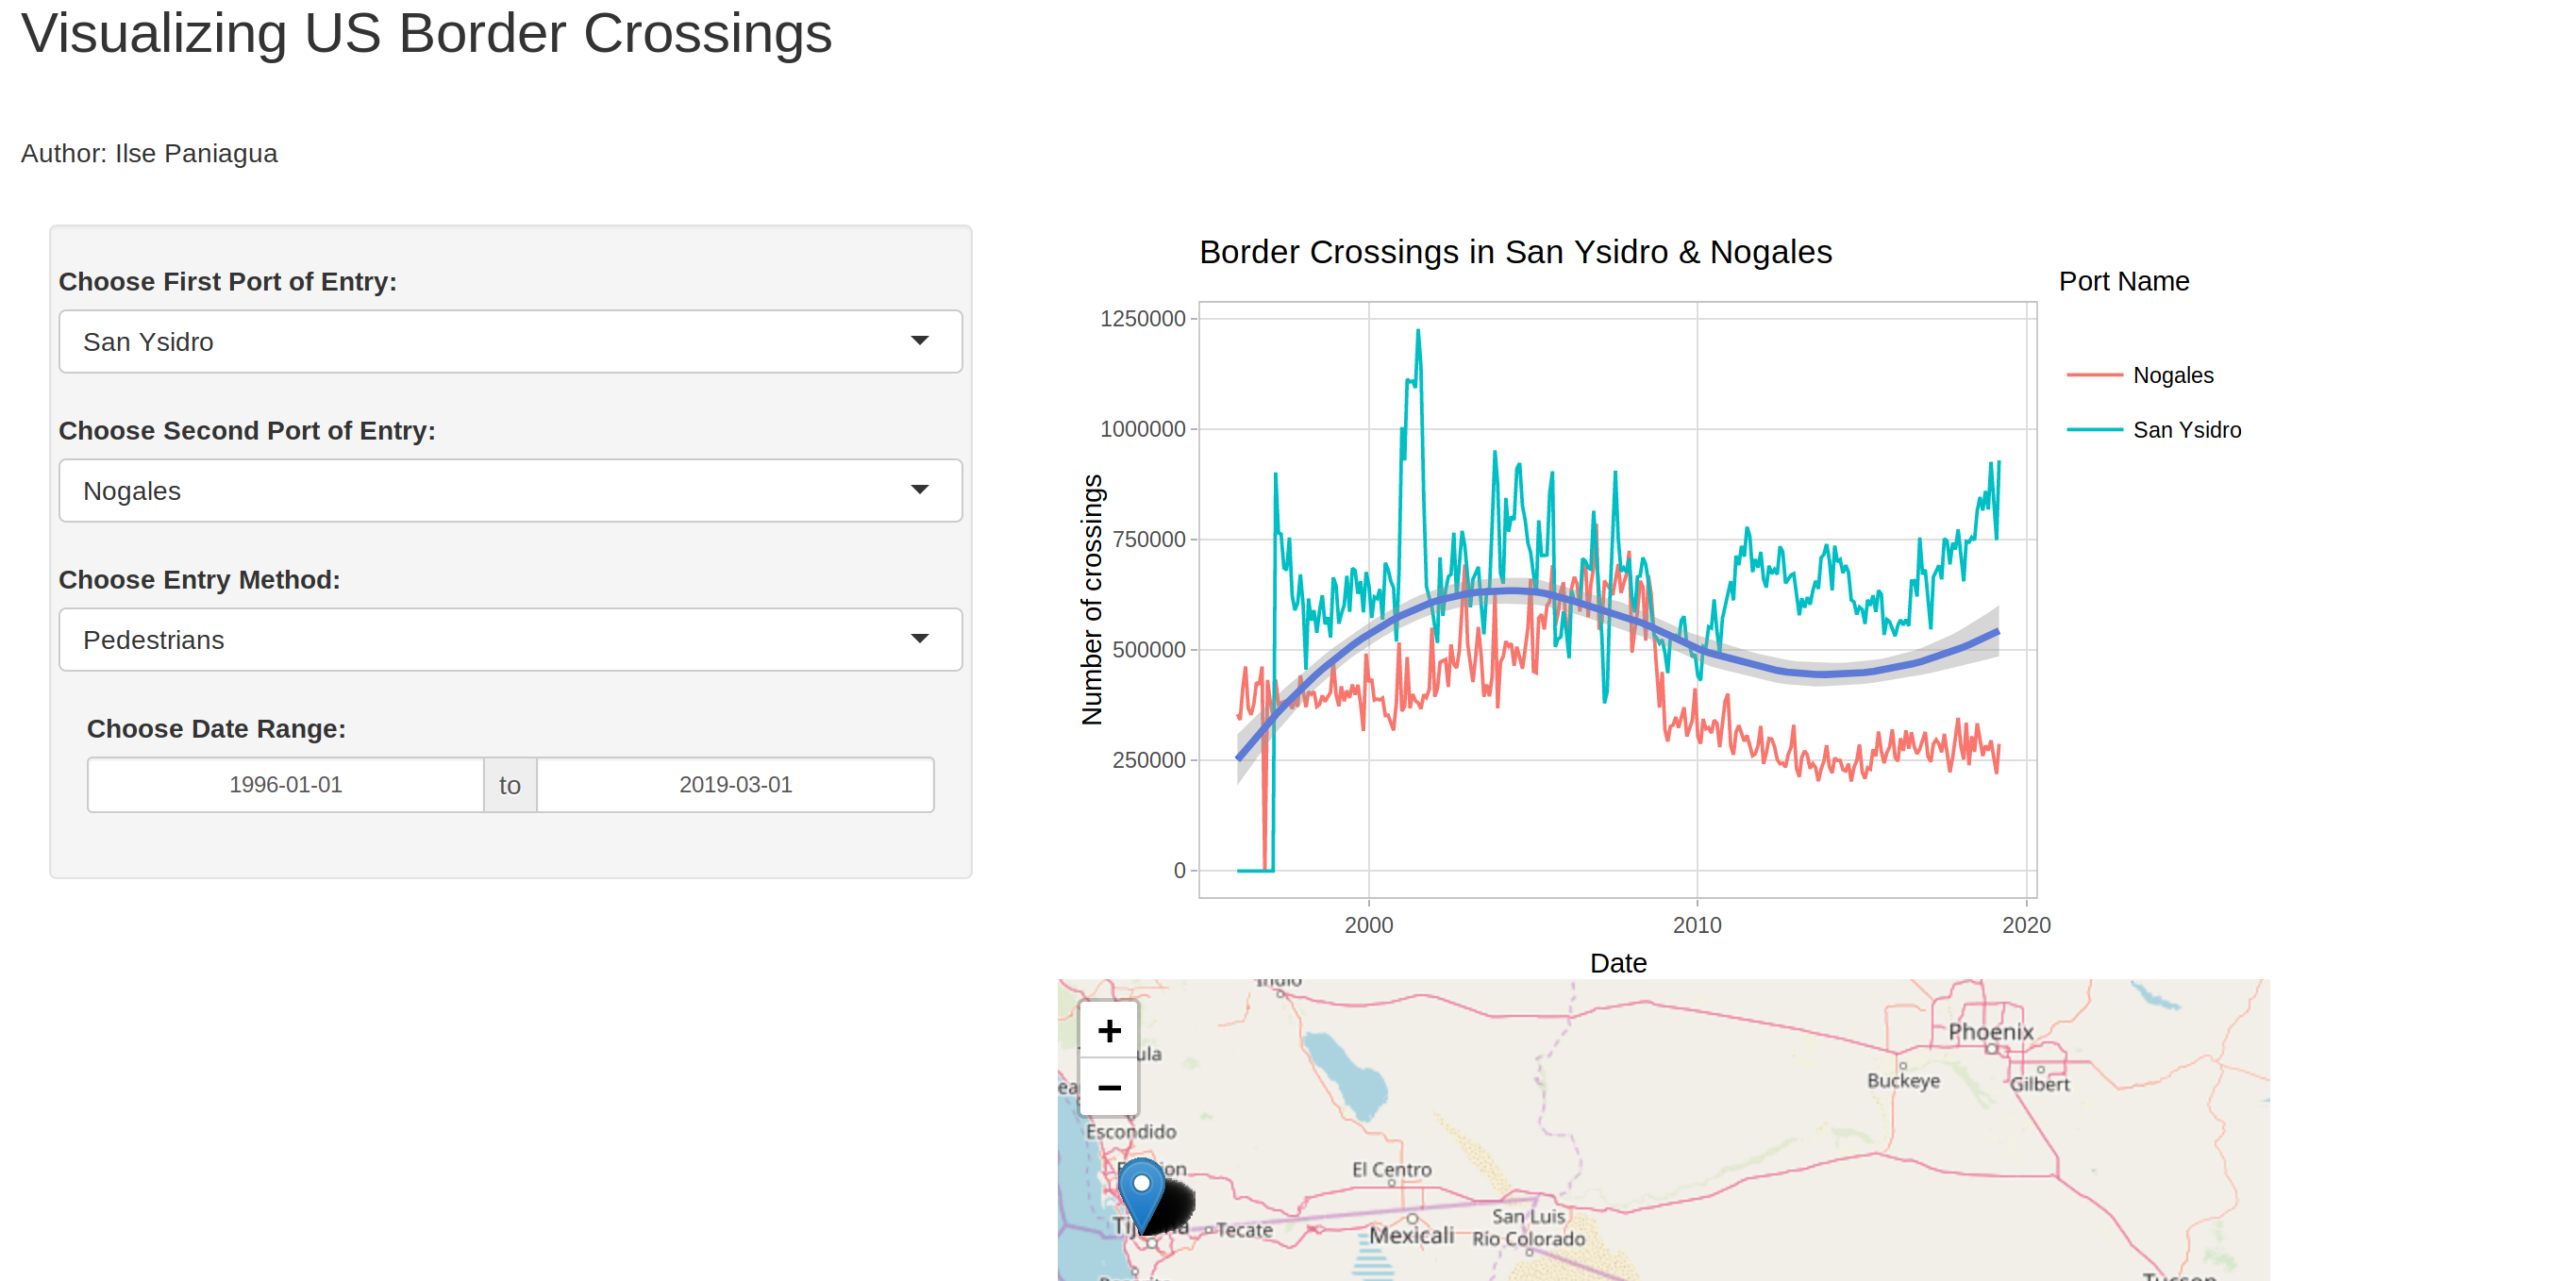 Visualizing US Border Crossings
Author: Ilse Paniagua
Choose First Port of Entry:
San Ysidro
Choose Second Port of Entry:
Nogales
Choose Entry Method:
Pedestrians
Choose Date Range:
1996-01-01 to 2019-03-01
Border Crossings in San Ysidro & Nogales
Number of crossings
1250000
1000000
750000
500000
250000
0
2000 2010 2020
Date
Port Name
Nogales
San Ysidro
+
−
Indio
Phoenix
Buckeye
Gilbert
Escondido
El Centro
Tecate
Mexicali
San Luis
Río Colorado
Tucson